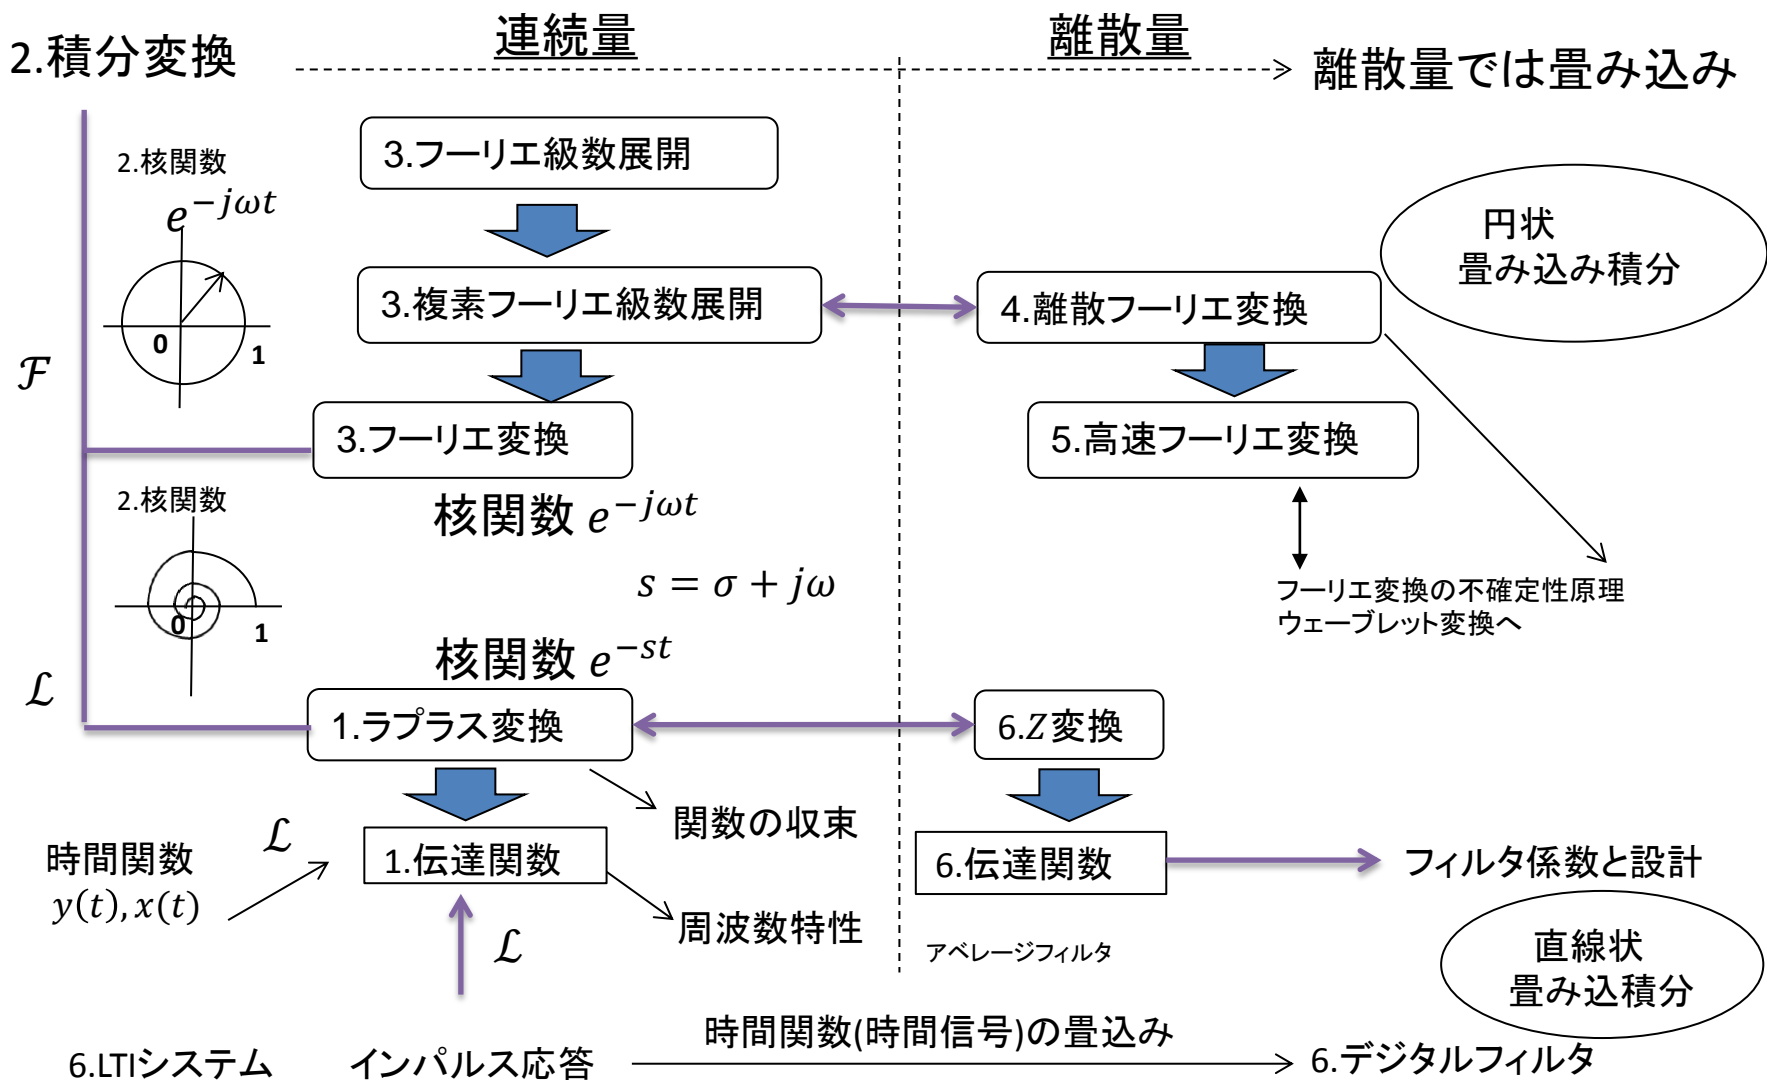 2.積分変換
連続量
離散量
離散量では畳み込み
2.核関数
e^{-jωt}
0
1
3.フーリエ級数展開
円状
畳み込み積分
3.複素フーリエ級数展開
4.離散フーリエ変換
ℱ
3.フーリエ変換
5.高速フーリエ変換
2.核関数
0
1
核関数 e^{-jωt}
s = σ + jω
フーリエ変換の不確定性原理
ウェーブレット変換へ
核関数 e^{-st}
ℒ
1.ラプラス変換
6.Z変換
関数の収束
ℒ
時間関数
y(t), x(t)
1.伝達関数
6.伝達関数
フィルタ係数と設計
周波数特性
ℒ
アベレージフィルタ
直線状
畳み込積分
時間関数(時間信号)の畳込み
6.LTIシステム
インパルス応答
6.デジタルフィルタ